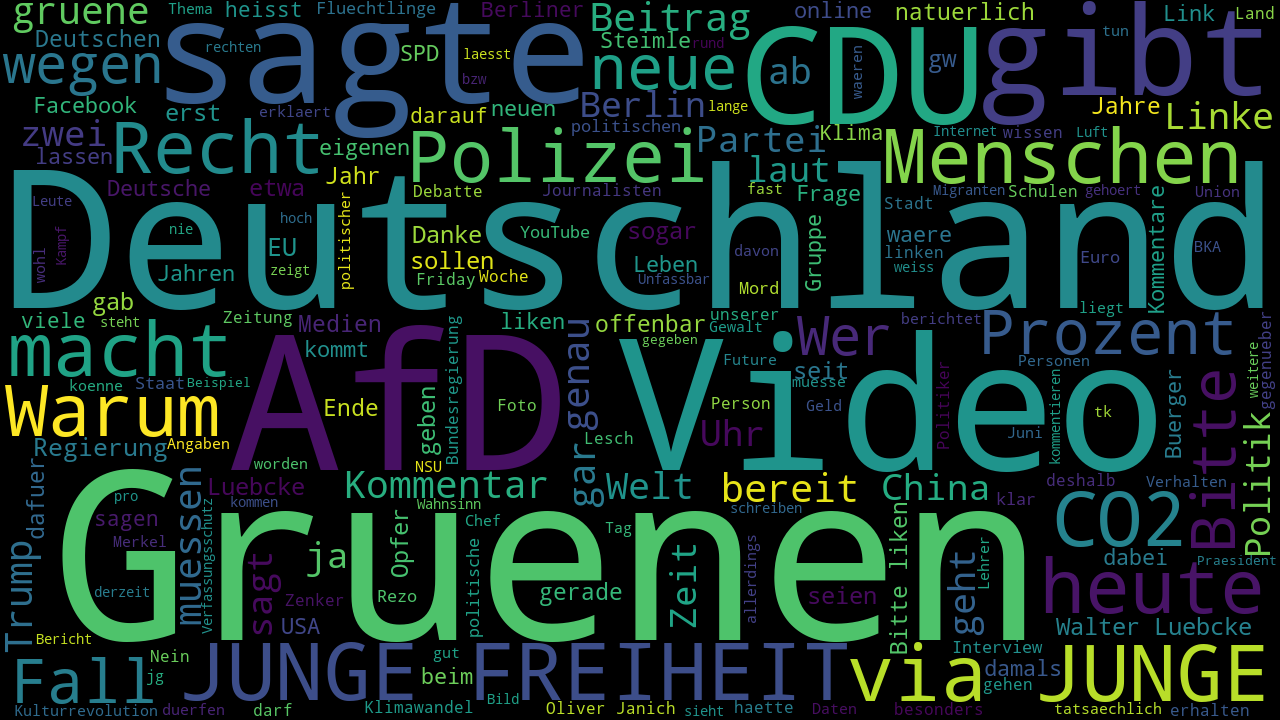 gruene
Thema
heisst
Fluechtlinge
Berliner
Beitrag
online
natuerlich
Link
Land
Deutschen
rechten
sagte
SPD
laesst
Steimle
rund
CDU
gibt
tun
wegen
bzw
neue
ab
waeren
gw
Facebook
erst
erklaert
darauf
neuen
Berlin
lange
Jahre
Linke
zwei
Recht
eigenen
Polizei
politischen
Partei
Klima
Internet
wissen
Luft
lassen
Menschen
laut
Deutsche
etwa
Jahr
Debatte
Journalisten
fast
Frage
Migranten
Schulen
gehoert
Union
Leute
Deutschland
hoch
politischer
Stadt
nie
Danke
YouTube
sogar
Gruppe
waere
Kommentare
wohl
Kampf
EU
sollen
davon
linken
Euro
BKA
Jahren
zeigt
Friday
Woche
Leben
Unfassbar
Mord
weiss
gab
liegt
viele
steht
Zeitung
Medien
liken
offenbar
unserer
Wer
berichtet
Prozent
gegenueber
macht
kommt
Bundesregierung
genau
gegeben
Gewalt
Video
weitere
AfD
seit
Future
Personen
koenne
Staat
Beispiel
muesse
Warum
Ende
geben
Foto
Person
Geld
Politiker
tk
kommentieren
Buerger
Bitte
Politik
Regierung
Angaben
gar
Lesch
Uhr
Juni
dafuer
worden
NSU
Luebcke
Kommentar
Wahnsinn
Welt
bereit
China
deshalb
Verhalten
pro
muessen
kommen
schreiben
klar
CO2
sagen
Verfassungsschutz
Gruenen
Opfer
Chef
Tag
Bitte liken
Merkel
sagt
ja
politische
Zeit
allerdings
geht
Lehrer
dabei
Praesident
Trump
derzeit
Zenker
Rezo
gerade
seien
heute
Bericht
USA
Walter Luebcke
Nein
gut
Interview
Fall
jg
JUNGE FREIHEIT
beim
via
damals
gehen
JUNGE
Kulturrevolution
duerfen
darf
Klimawandel
Bild
Oliver Janich
sieht
haette
Daten
besonders
tatsaechlich
erhalten